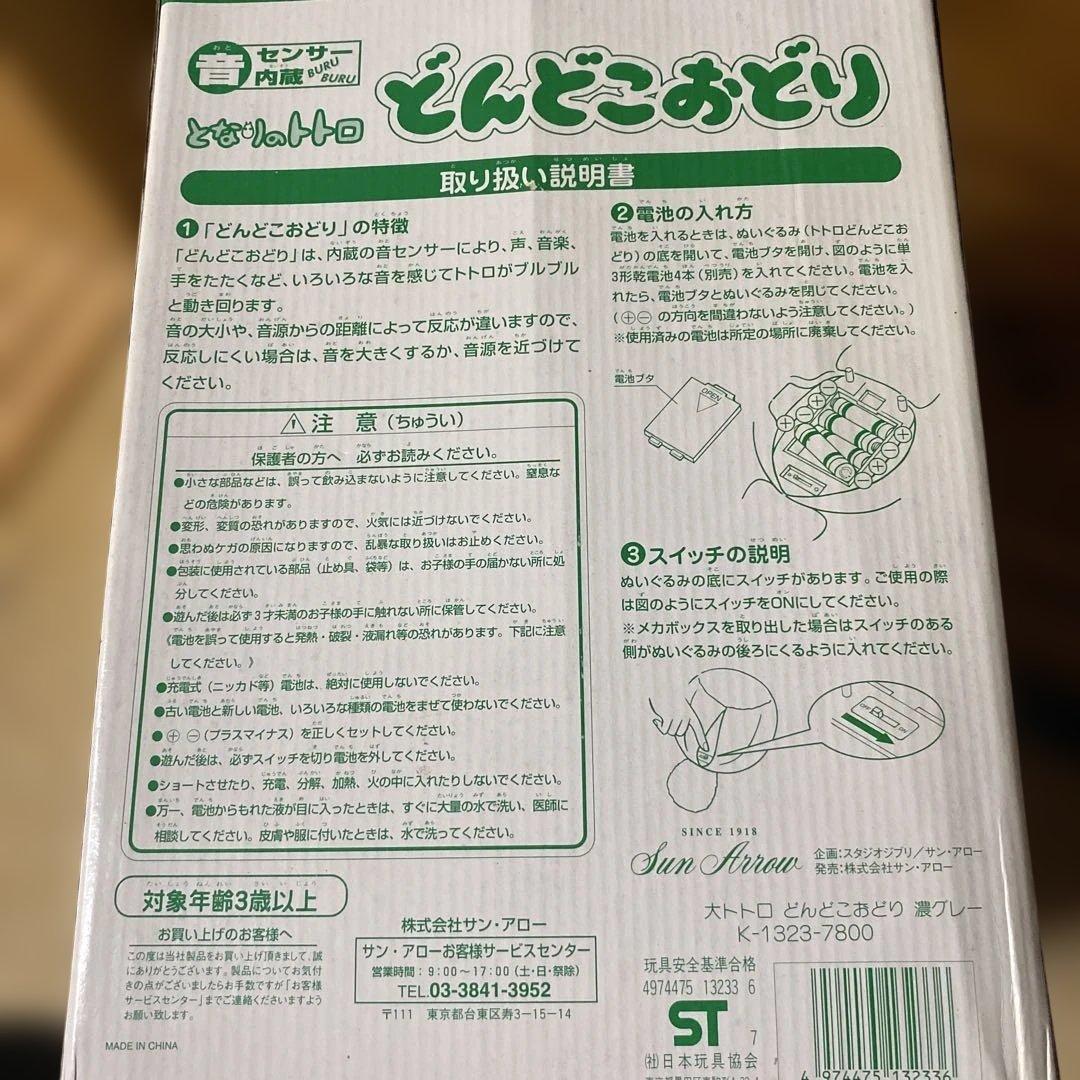 音センサー
内蔵 BURU BURU
となりのトトロ
どんどこおどり
取り扱い説明書
❶「どんどこおどり」の特徴
「どんどこおどり」は、内蔵の音センサーにより、声、音楽、
手をたたくなど、いろいろな音を感じてトトロがブルブル
と動き回ります。
音の大小や、音源からの距離によって反応が違いますので、
反応しにくい場合は、音を大きくするか、音源を近づけて
ください。
⚠注 意(ちゅうい)
保護者の方へ 必ずお読みください。
●小さな部品などは、誤って飲み込まないように注意してください。窒息な
どの危険があります。
●変形、変質の恐れがありますので、火気には近づけないでください。
●思わぬケガの原因になりますので、乱暴な取り扱いはお止めください。
●包装に使用されている部品(止め具、袋等)は、お子様の手の届かない所に処
分してください。
●遊んだ後は必ず3才未満のお子様の手に触れない所に保管してください。
《電池を誤って使用すると発熱・破裂・液漏れ等の恐れがあります。下記に注意
してください。》
●充電式(ニッカド等)電池は、絶対に使用しないでください。
●古い電池と新しい電池、いろいろな種類の電池をまぜて使わないでください。
●⊕⊖(プラスマイナス)を正しくセットしてください。
●遊んだ後は、必ずスイッチを切り電池を外してください。
●ショートさせたり、充電、分解、加熱、火の中に入れたりしないでください。
●万一、電池からもれた液が目に入ったときは、すぐに大量の水で洗い、医師に
相談してください。皮膚や服に付いたときは、水で洗ってください。
対象年齢3歳以上
お買い上げのお客様へ
この度は当社製品をお買い上げ頂きまして、誠
にありがとうございます。製品についてお気付
きの点がございましたらお手数ですが「お客様
サービスセンター」までご連絡くださいますよう
お願い致します。
MADE IN CHINA
株式会社サン・アロー
サン・アローお客様サービスセンター
営業時間:9:00〜17:00(土・日・祭除)
TEL.03-3841-3952
〒111 東京都台東区寿3-15-14
❷電池の入れ方
電池を入れるときは、ぬいぐるみ(トトロどんどこお
どり)の底を開いて、電池ブタを開け、図のように単
3形乾電池4本(別売)を入れてください。電池を入
れたら、電池ブタとぬいぐるみを閉じてください。
(⊕⊖の方向を間違わないよう注意してください。)
※使用済みの電池は所定の場所に廃棄してください。
電池ブタ
OPEN
❸スイッチの説明
ぬいぐるみの底にスイッチがあります。ご使用の際
は図のようにスイッチをONにしてください。
※メカボックスを取り出した場合はスイッチのある
側がぬいぐるみの後ろにくるように入れてください。
OFF ON
SINCE 1918
Sun Arrow
企画:スタジオジブリ/サン・アロー
発売:株式会社サン・アロー
大トトロ どんどこおどり 濃グレー
K-1323-7800
玩具安全基準合格
4974475 13233 6
ST 7
(社)日本玩具協会
4 974475 132336